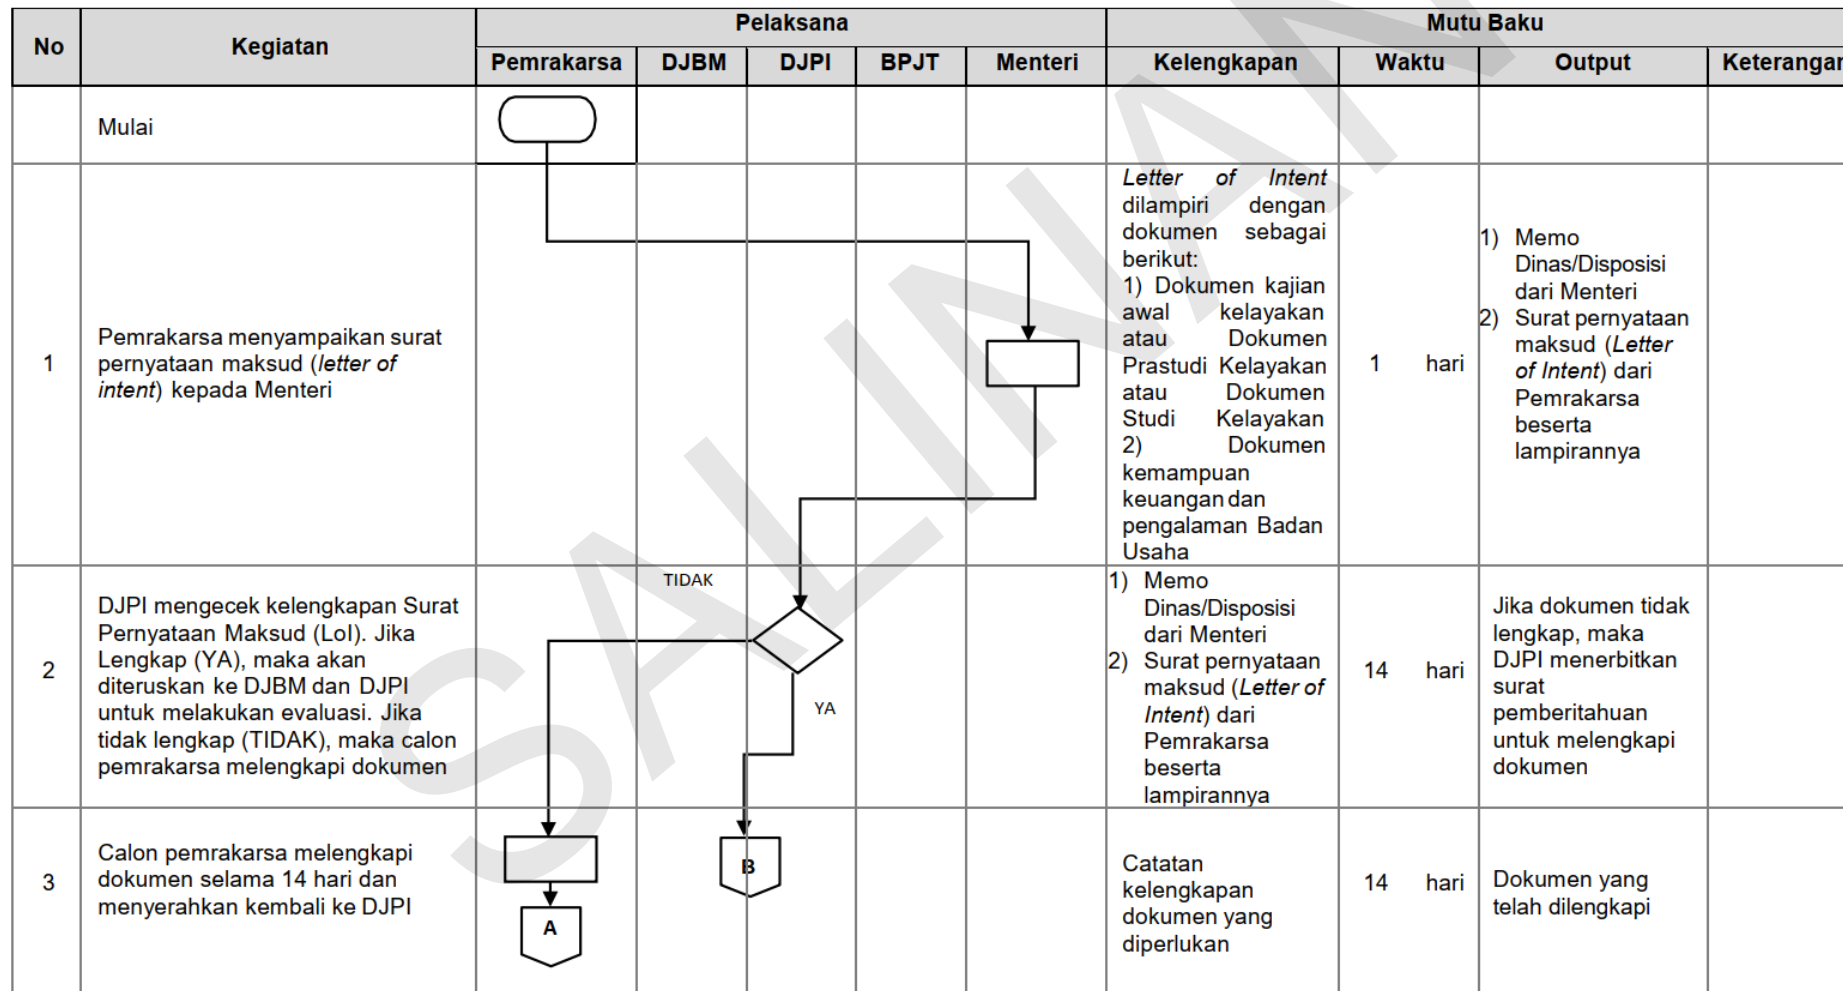 No
Kegiatan
Pelaksana
Mutu Baku
Pemrakarsa
DJBM
DJPI
BPJT
Menteri
Kelengkapan
Waktu
Output
Keterangan
Mulai
1
Pemrakarsa menyampaikan surat
pernyataan maksud (letter of
intent) kepada Menteri
Letter of Intent
dilampiri dengan
dokumen sebagai
berikut:
1) Dokumen kajian
awal kelayakan
atau Dokumen
Prastudi Kelayakan
atau Dokumen
Studi Kelayakan
2) Dokumen
kemampuan
keuangan dan
pengalaman Badan
Usaha
1 hari
1) Memo
Dinas/Disposisi
dari Menteri
2) Surat pernyataan
maksud (Letter
of Intent) dari
Pemrakarsa
beserta
lampirannya
2
DJPI mengecek kelengkapan Surat
Pernyataan Maksud (LoI). Jika
Lengkap (YA), maka akan
diteruskan ke DJBM dan DJPI
untuk melakukan evaluasi. Jika
tidak lengkap (TIDAK), maka calon
pemrakarsa melengkapi dokumen
TIDAK
YA
1) Memo
Dinas/Disposisi
dari Menteri
2) Surat pernyataan
maksud (Letter of
Intent) dari
Pemrakarsa
beserta
lampirannya
14 hari
Jika dokumen tidak
lengkap, maka
DJPI menerbitkan
surat
pemberitahuan
untuk melengkapi
dokumen
3
Calon pemrakarsa melengkapi
dokumen selama 14 hari dan
menyerahkan kembali ke DJPI
A
B
Catatan
kelengkapan
dokumen yang
diperlukan
14 hari
Dokumen yang
telah dilengkapi
SALINAN